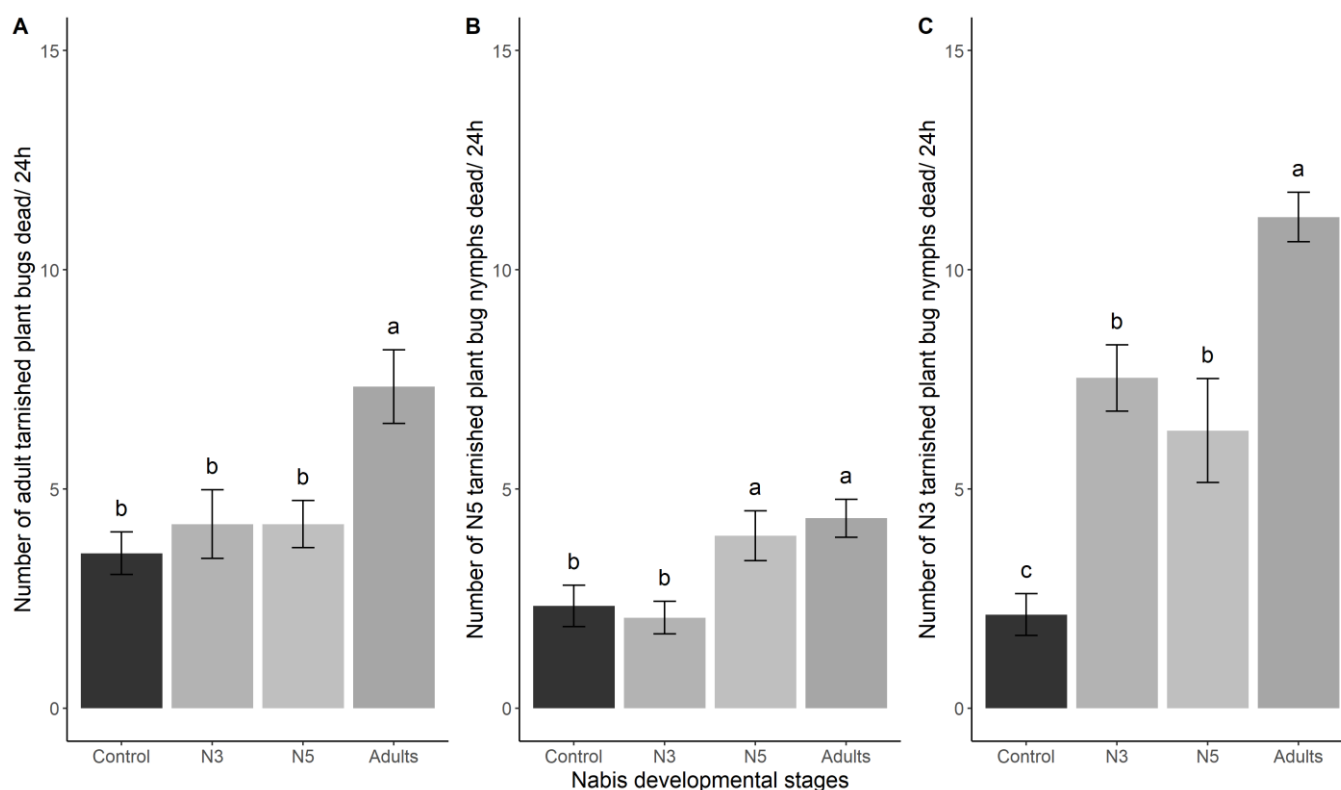 A
Number of adult tarnished plant bugs dead/ 24h
15
10
5
0
b
b
b
a
Control
N3
N5
Adults
B
Number of N5 tarnished plant bug nymphs dead/ 24h
15
10
5
0
b
b
a
a
Control
N3
N5
Adults
C
Number of N3 tarnished plant bug nymphs dead/ 24h
15
10
5
0
c
b
b
a
Control
N3
N5
Adults
Nabis developmental stages